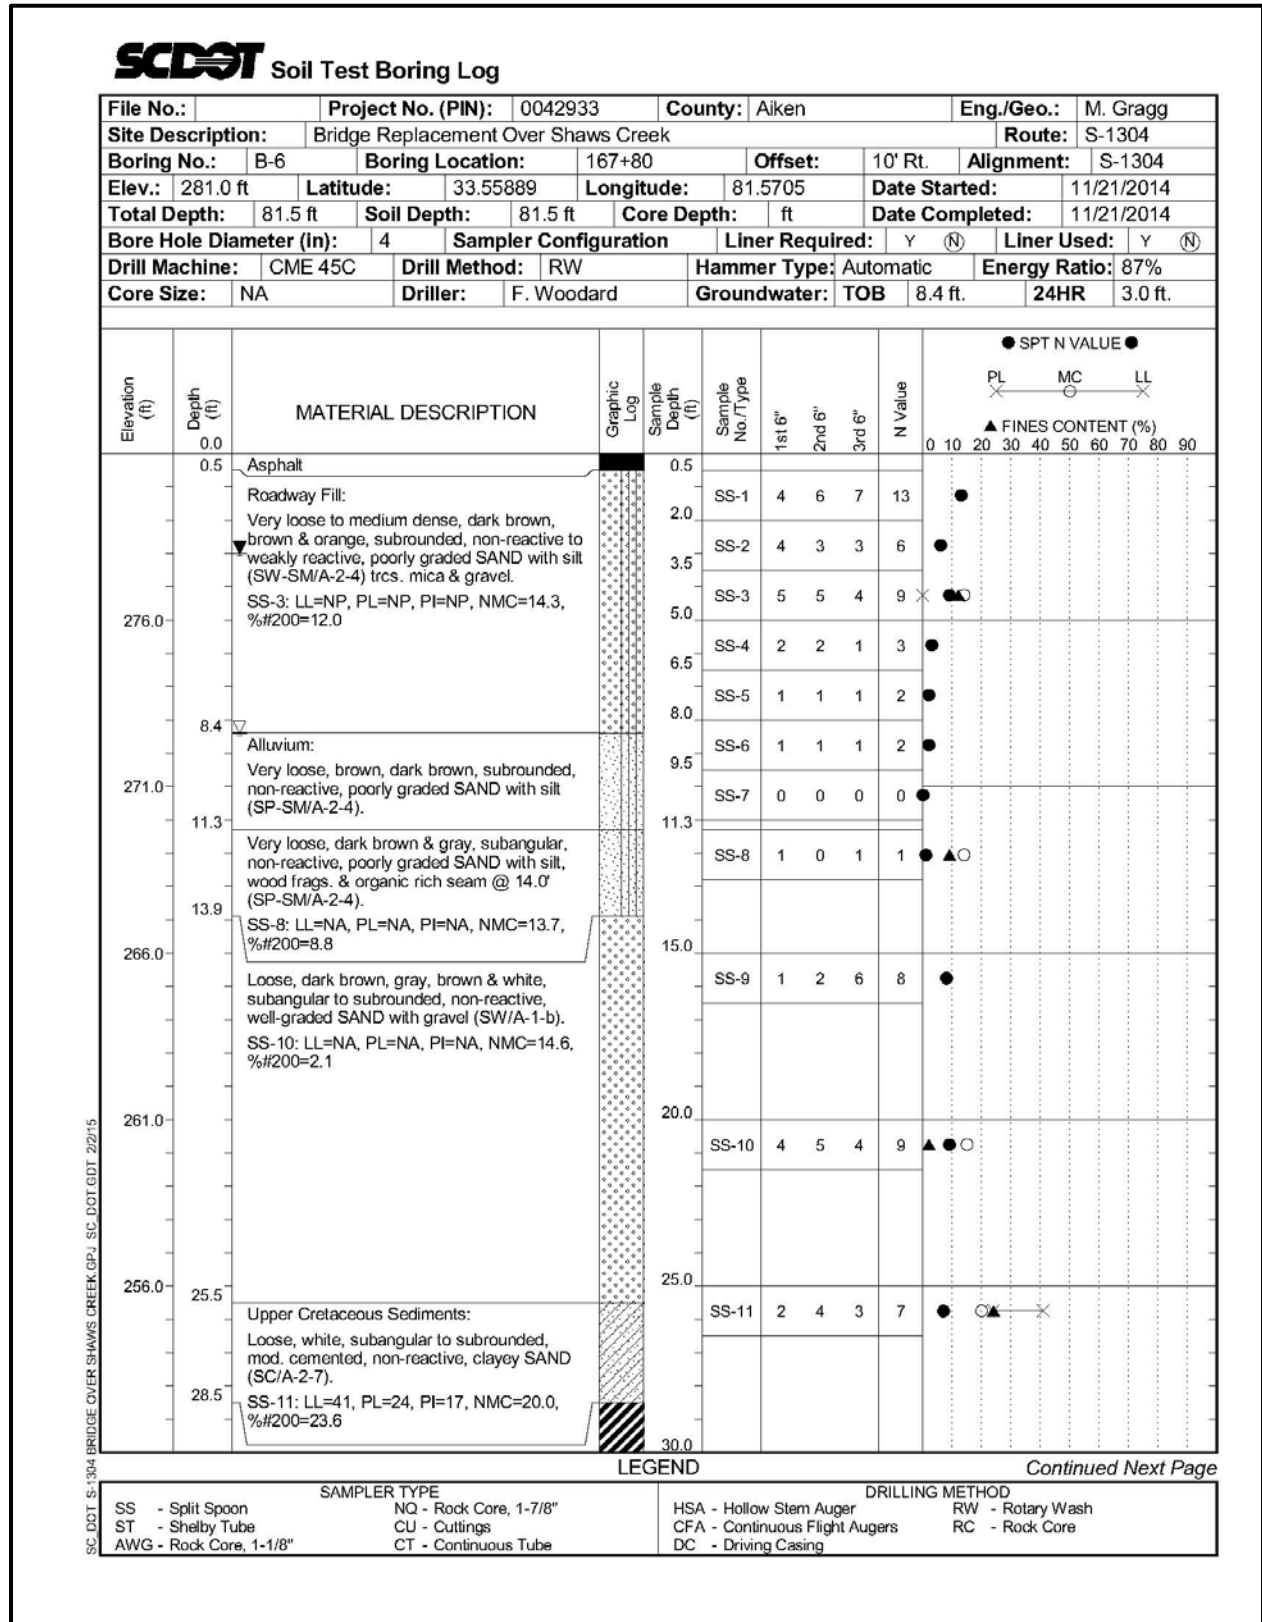 SCDOT Soil Test Boring Log
File No.: Project No. (PIN): 0042933 County: Aiken Eng./Geo.: M. Gragg
Site Description: Bridge Replacement Over Shaws Creek Route: S-1304
Boring No.: B-6 Boring Location: 167+80 Offset: 10' Rt. Alignment: S-1304
Elev.: 281.0 ft Latitude: 33.55889 Longitude: 81.5705 Date Started: 11/21/2014
Total Depth: 81.5 ft Soil Depth: 81.5 ft Core Depth: ft Date Completed: 11/21/2014
Bore Hole Diameter (in): 4 Sampler Configuration Liner Required: Y Ⓝ Liner Used: Y Ⓝ
Drill Machine: CME 45C Drill Method: RW Hammer Type: Automatic Energy Ratio: 87%
Core Size: NA Driller: F. Woodard Groundwater: TOB 8.4 ft. 24HR 3.0 ft.
Elevation (ft)
Depth (ft)
0.0
MATERIAL DESCRIPTION
Graphic Log
Sample Depth (ft)
Sample No./Type
1st 6"
2nd 6"
3rd 6"
N Value
● SPT N VALUE ●
PL MC LL
▲ FINES CONTENT (%)
0 10 20 30 40 50 60 70 80 90
0.5 Asphalt 0.5
Roadway Fill:
Very loose to medium dense, dark brown,
brown & orange, subrounded, non-reactive to
weakly reactive, poorly graded SAND with silt
(SW-SM/A-2-4) trcs. mica & gravel.
SS-3: LL=NP, PL=NP, PI=NP, NMC=14.3,
%#200=12.0
SS-1 4 6 7 13
2.0
SS-2 4 3 3 6
3.5
SS-3 5 5 4 9
276.0 5.0
SS-4 2 2 1 3
6.5
SS-5 1 1 1 2
8.0
8.4
Alluvium:
Very loose, brown, dark brown, subrounded,
non-reactive, poorly graded SAND with silt
(SP-SM/A-2-4).
SS-6 1 1 1 2
9.5
271.0
SS-7 0 0 0 0
11.3 11.3
Very loose, dark brown & gray, subangular,
non-reactive, poorly graded SAND with silt,
wood frags. & organic rich seam @ 14.0'
(SP-SM/A-2-4).
SS-8 1 0 1 1
13.9
SS-8: LL=NA, PL=NA, PI=NA, NMC=13.7,
%#200=8.8
266.0 15.0
Loose, dark brown, gray, brown & white,
subangular to subrounded, non-reactive,
well-graded SAND with gravel (SW/A-1-b).
SS-10: LL=NA, PL=NA, PI=NA, NMC=14.6,
%#200=2.1
SS-9 1 2 6 8
261.0 20.0
SS-10 4 5 4 9
256.0 25.0
25.5
Upper Cretaceous Sediments:
Loose, white, subangular to subrounded,
mod. cemented, non-reactive, clayey SAND
(SC/A-2-7).
SS-11 2 4 3 7
28.5
SS-11: LL=41, PL=24, PI=17, NMC=20.0,
%#200=23.6
30.0
LEGEND Continued Next Page
SAMPLER TYPE DRILLING METHOD
SS - Split Spoon NQ - Rock Core, 1-7/8" HSA - Hollow Stem Auger RW - Rotary Wash
ST - Shelby Tube CU - Cuttings CFA - Continuous Flight Augers RC - Rock Core
AWG - Rock Core, 1-1/8" CT - Continuous Tube DC - Driving Casing
SC_DOT S-1304 BRIDGE OVER SHAWS CREEK.GPJ SC_DOT.GDT 2/2/15